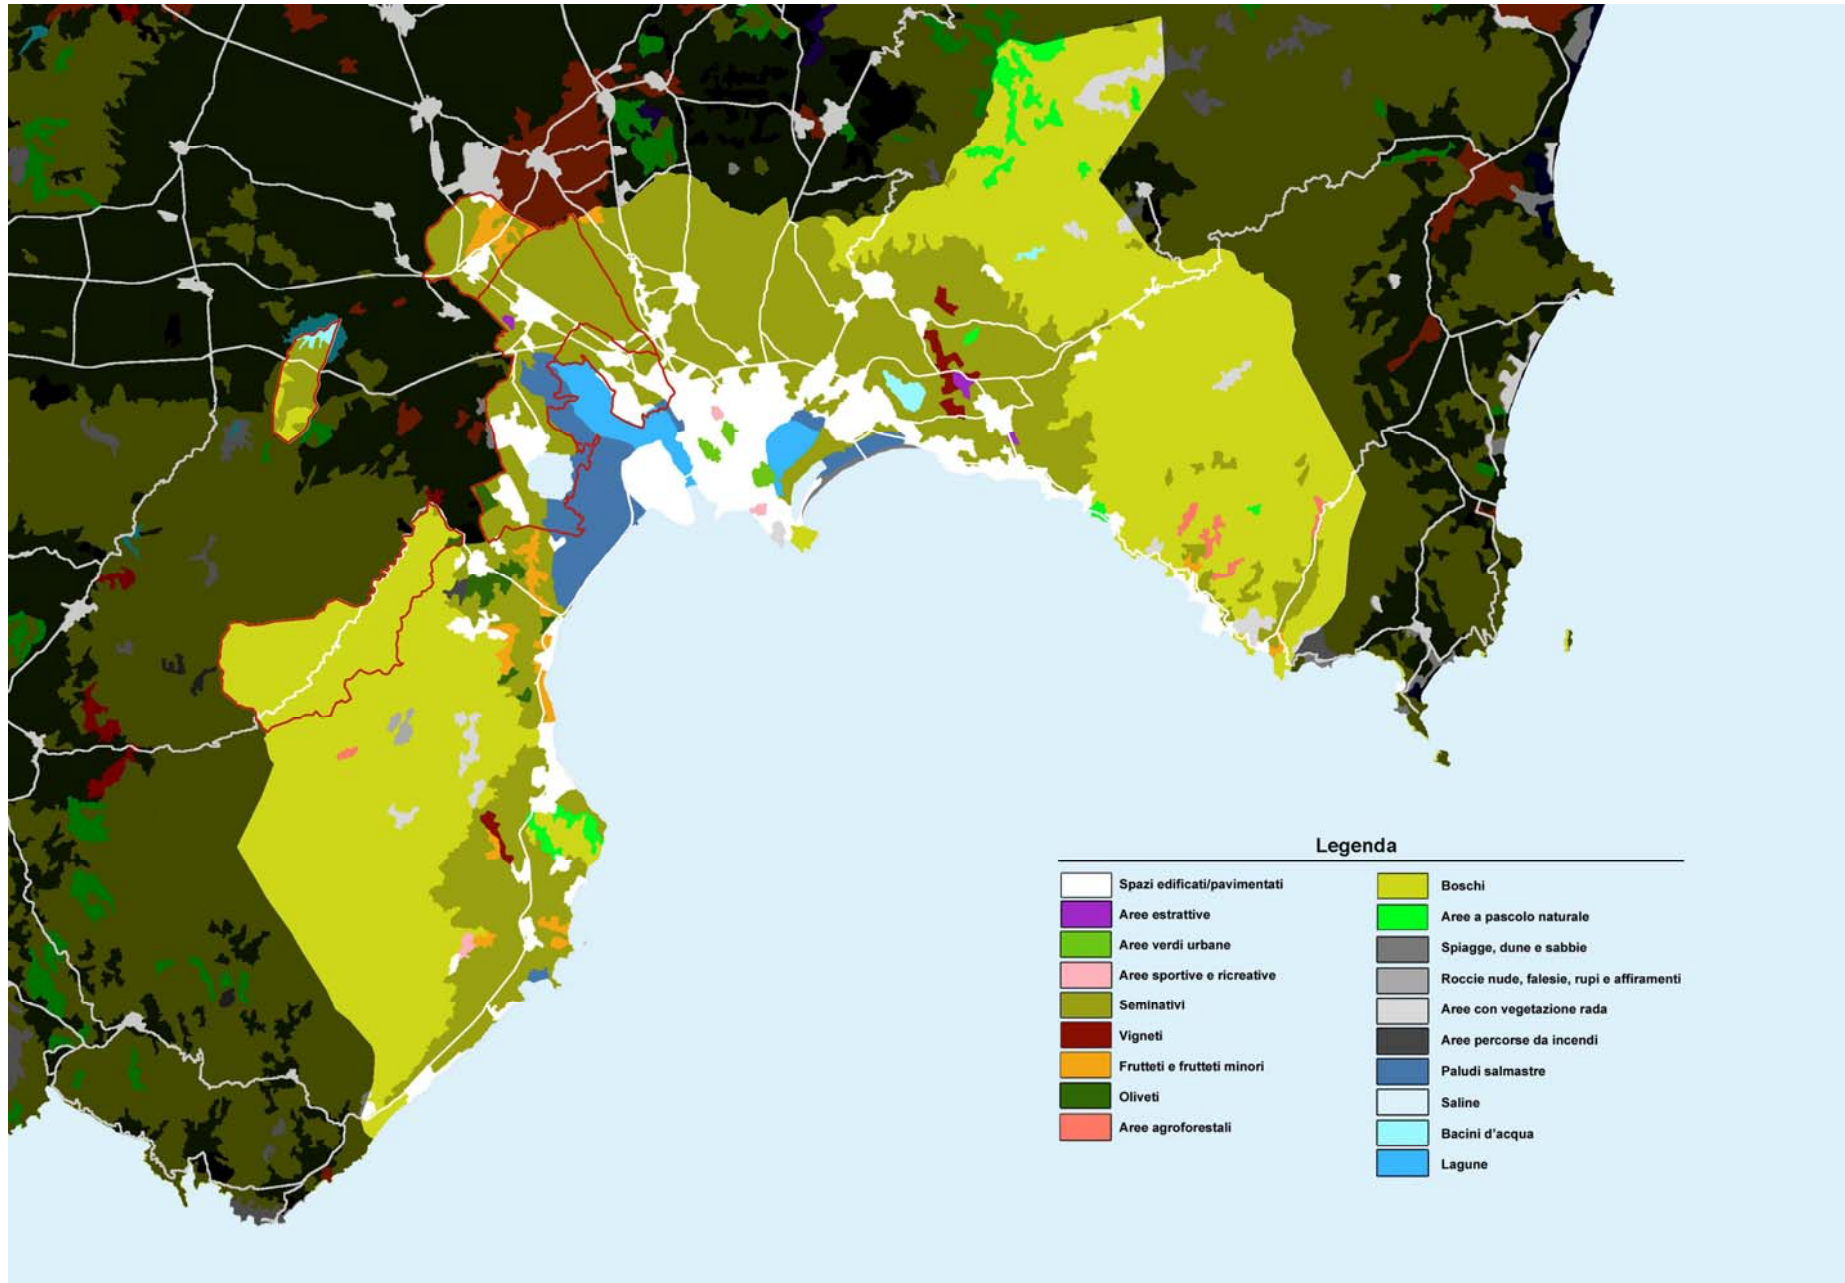 Legenda
Spazi edificati/pavimentati
Aree estrattive
Aree verdi urbane
Aree sportive e ricreative
Seminativi
Vigneti
Frutteti e frutteti minori
Oliveti
Aree agroforestali
Boschi
Aree a pascolo naturale
Spiagge, dune e sabbie
Roccie nude, falesie, rupi e affiramenti
Aree con vegetazione rada
Aree percorse da incendi
Paludi salmastre
Saline
Bacini d'acqua
Lagune